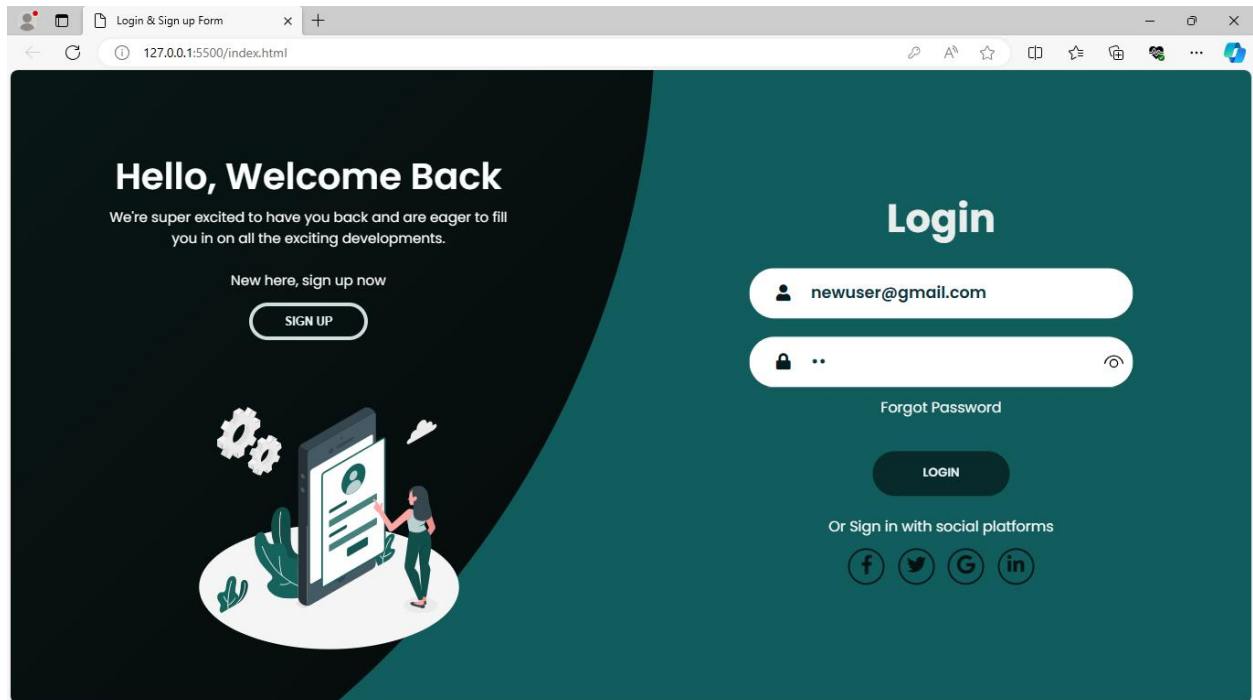 Login & Sign up Form
127.0.0.1:5500/index.html
Hello, Welcome Back
We're super excited to have you back and are eager to fill
you in on all the exciting developments.
New here, sign up now
SIGN UP
Login
newuser@gmail.com
Forgot Password
LOGIN
Or Sign in with social platforms